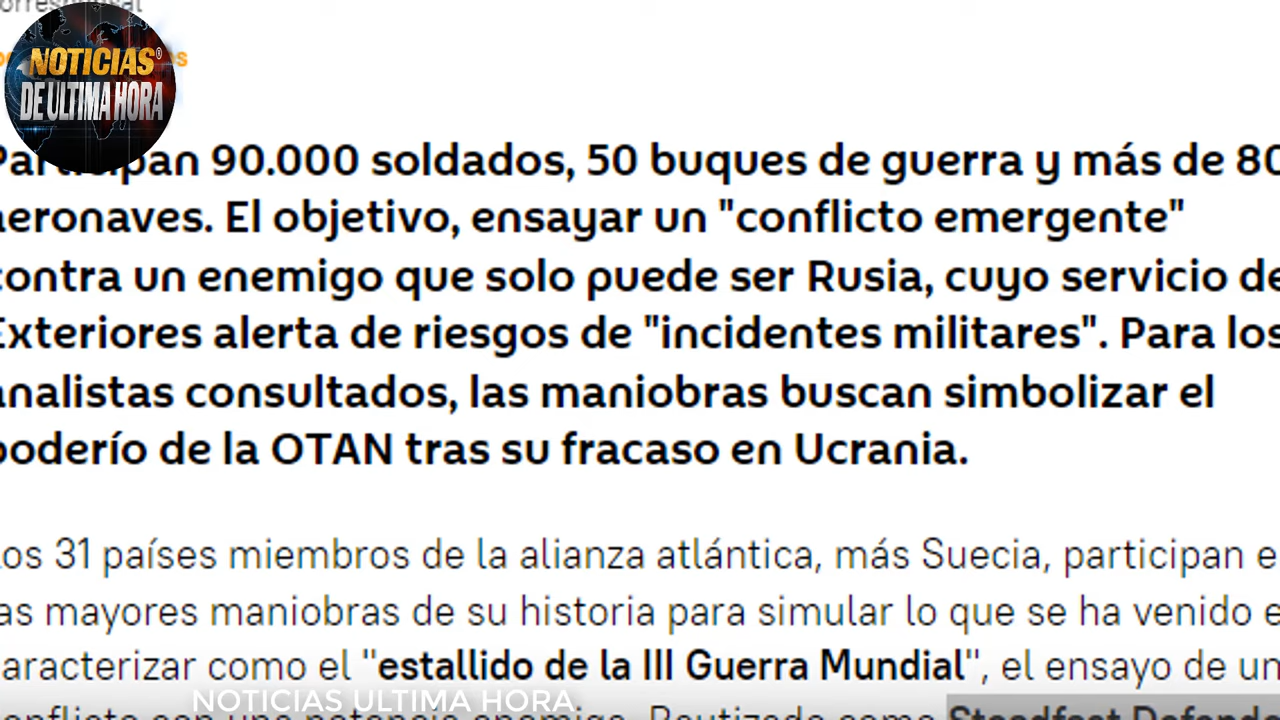 NOTICIAS
DE ULTIMA HORA
Participan 90.000 soldados, 50 buques de guerra y más de 80
aeronaves. El objetivo, ensayar un "conflicto emergente"
contra un enemigo que solo puede ser Rusia, cuyo servicio de
Exteriores alerta de riesgos de "incidentes militares". Para los
analistas consultados, las maniobras buscan simbolizar el
poderío de la OTAN tras su fracaso en Ucrania.
Los 31 países miembros de la alianza atlántica, más Suecia, participan e
las mayores maniobras de su historia para simular lo que se ha venido e
caracterizar como el "estallido de la III Guerra Mundial", el ensayo de un
NOTICIAS ULTIMA HORA